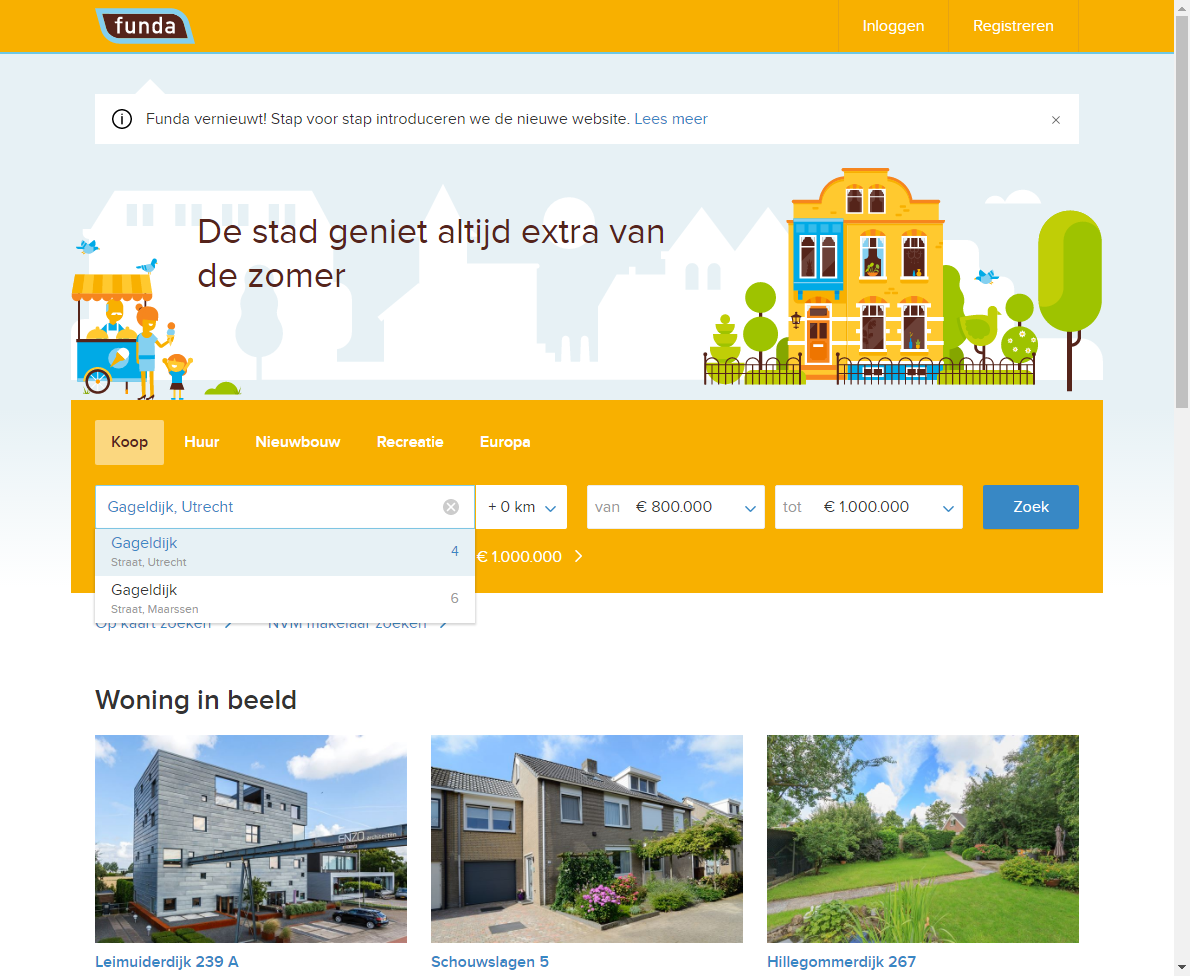 funda
Inloggen
Registreren
Funda vernieuwt! Stap voor stap introduceren we de nieuwe website. Lees meer
De stad geniet altijd extra van
de zomer
Koop
Huur
Nieuwbouw
Recreatie
Europa
Gageldijk, Utrecht
+ 0 km
van € 800.000
tot € 1.000.000
Zoek
Gageldijk
Straat, Utrecht
4
€ 1.000.000
Gageldijk
Straat, Maarssen
6
Op kaart zoeken
NVM makelaar zoeken
Woning in beeld
ENZO architecten
Leimuiderdijk 239 A
Schouwslagen 5
Hillegommerdijk 267